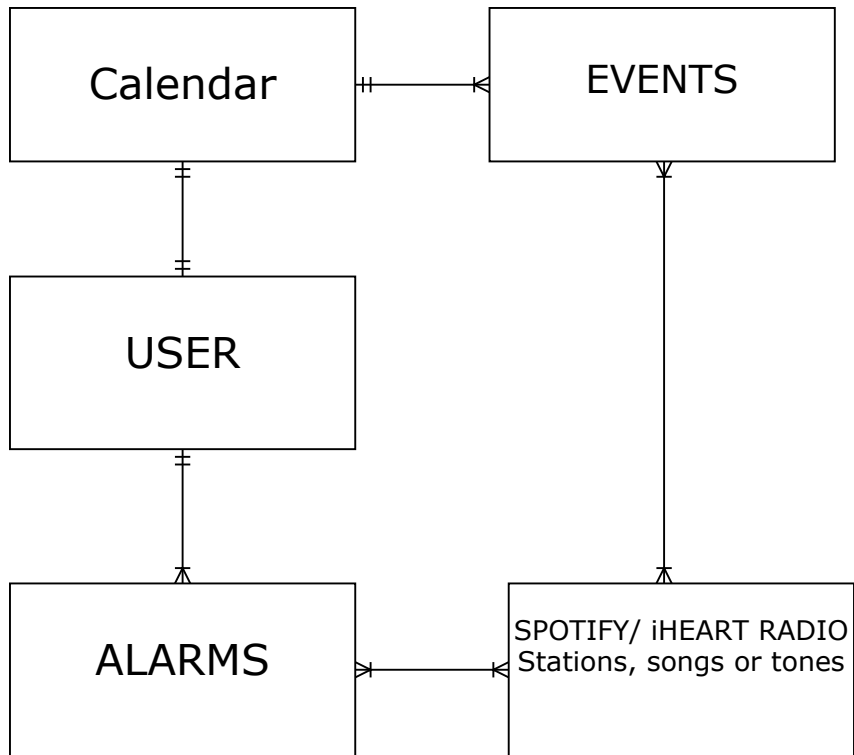 Calendar
EVENTS
USER
ALARMS
SPOTIFY/ iHEART RADIO
Stations, songs or tones